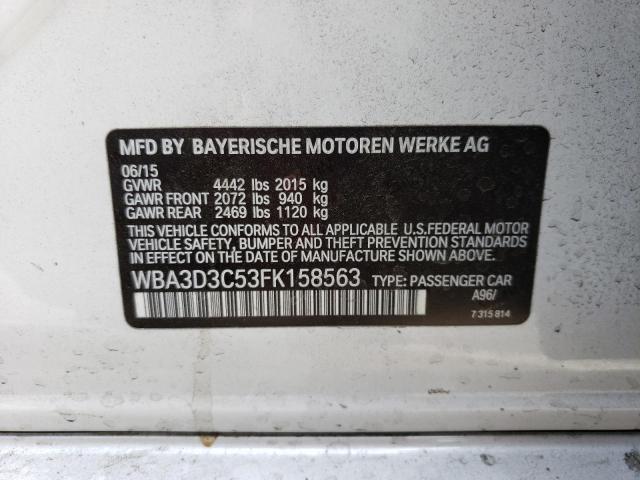 MFD BY BAYERISCHE MOTOREN WERKE AG
06/15
GVWR 4442 lbs 2015 kg
GAWR FRONT 2072 lbs 940 kg
GAWR REAR 2469 lbs 1120 kg
THIS VEHICLE CONFORMS TO ALL APPLICABLE U.S.FEDERAL MOTOR
VEHICLE SAFETY, BUMPER AND THEFT PREVENTION STANDARDS
IN EFFECT ON THE DATE OF MANUFACTURE SHOWN ABOVE.
WBA3D3C53FK158563 TYPE: PASSENGER CAR
A96/
7 315 814